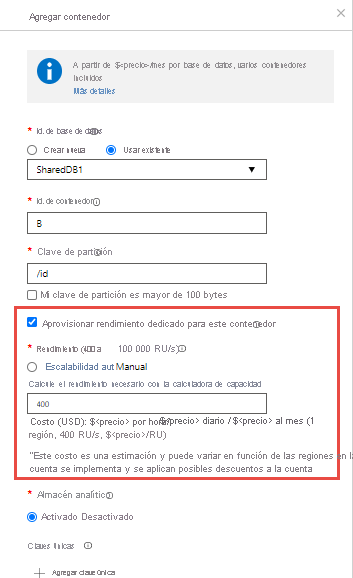 Agregar contenedor
A partir de $<precio>/mes por base de datos, varios contenedores
incluidos
Más detalles
* Id. de base de datos
Crear nueva Usar existente
SharedDB1
* Id. de contenedor
B
* Clave de partición
/id
Mi clave de partición es mayor de 100 bytes
Aprovisionar rendimiento dedicado para este contenedor
* Rendimiento (400 a 100 000 RU/s)
Escalabilidad aut Manual
Calcule el rendimiento necesario con la calculadora de capacidad
400
Costo (USD): $<precio> por hora / $<precio> diario / $<precio> al mes (1
región, 400 RU/s, $<precio>/RU)
"Este costo es una estimación y puede variar en función de las regiones en la
cuenta se implementa y se aplican posibles descuentos a la cuenta
* Almacén analítico
Activado Desactivado
Claves únicas
Agregar clave única